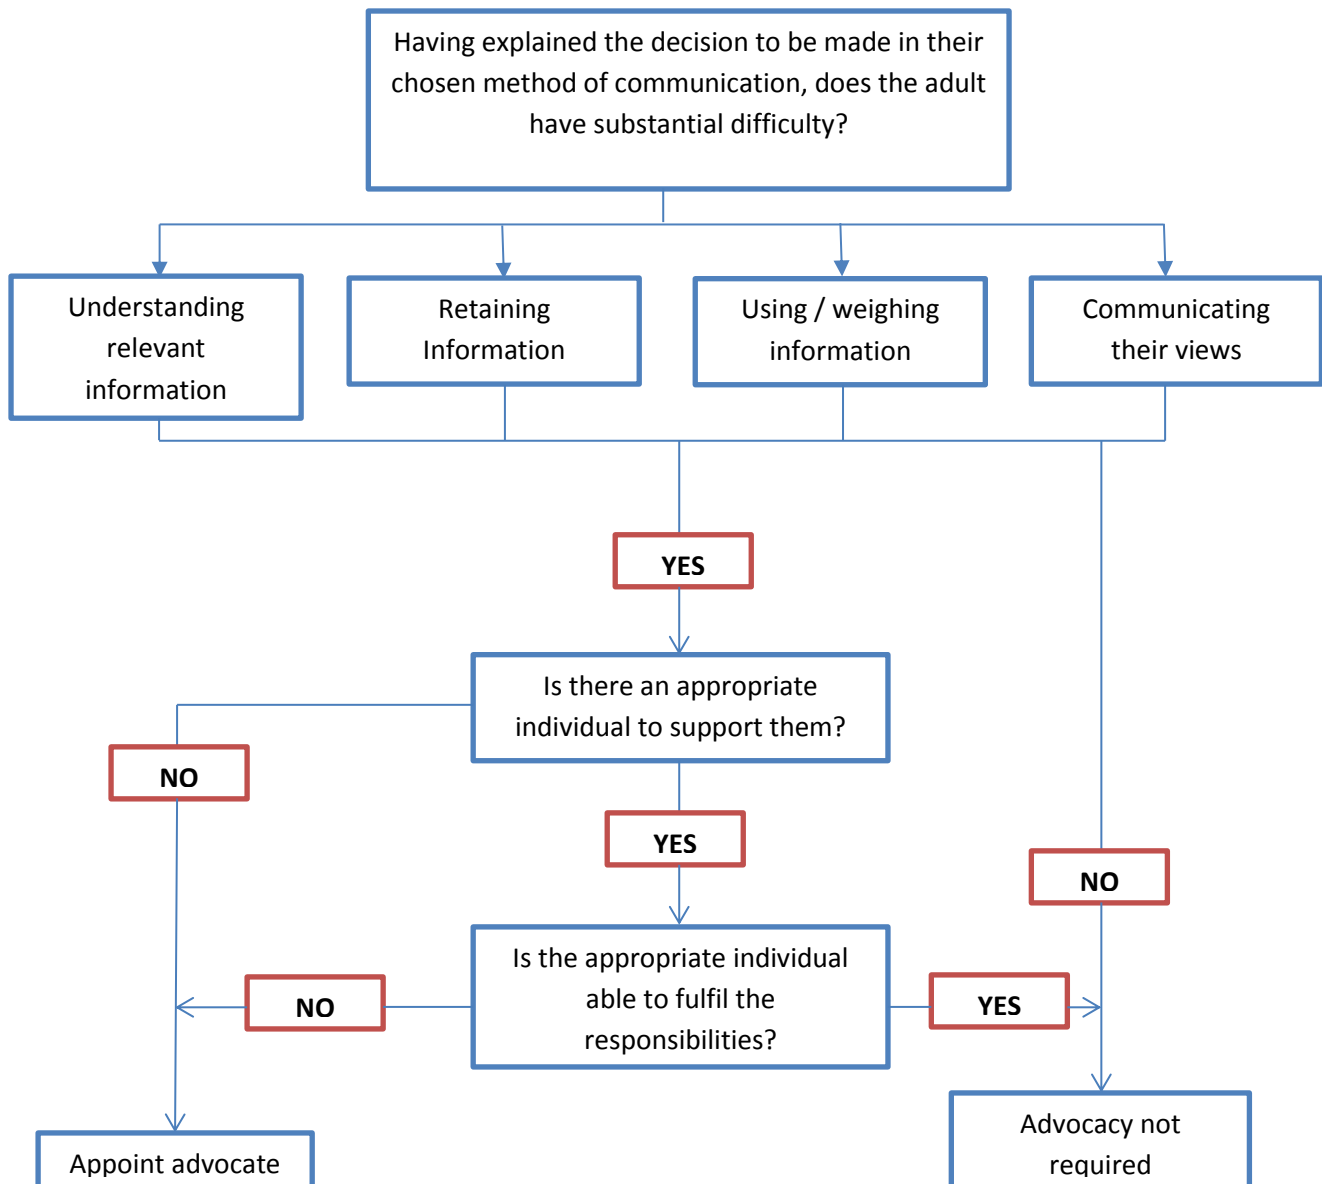 Having explained the decision to be made in their
chosen method of communication, does the adult
have substantial difficulty?
Understanding
relevant
information
Retaining
Information
Using / weighing
information
Communicating
their views
YES
Is there an appropriate
individual to support them?
NO
YES
NO
Is the appropriate individual
able to fulfil the
responsibilities?
NO
YES
Appoint advocate
Advocacy not
required